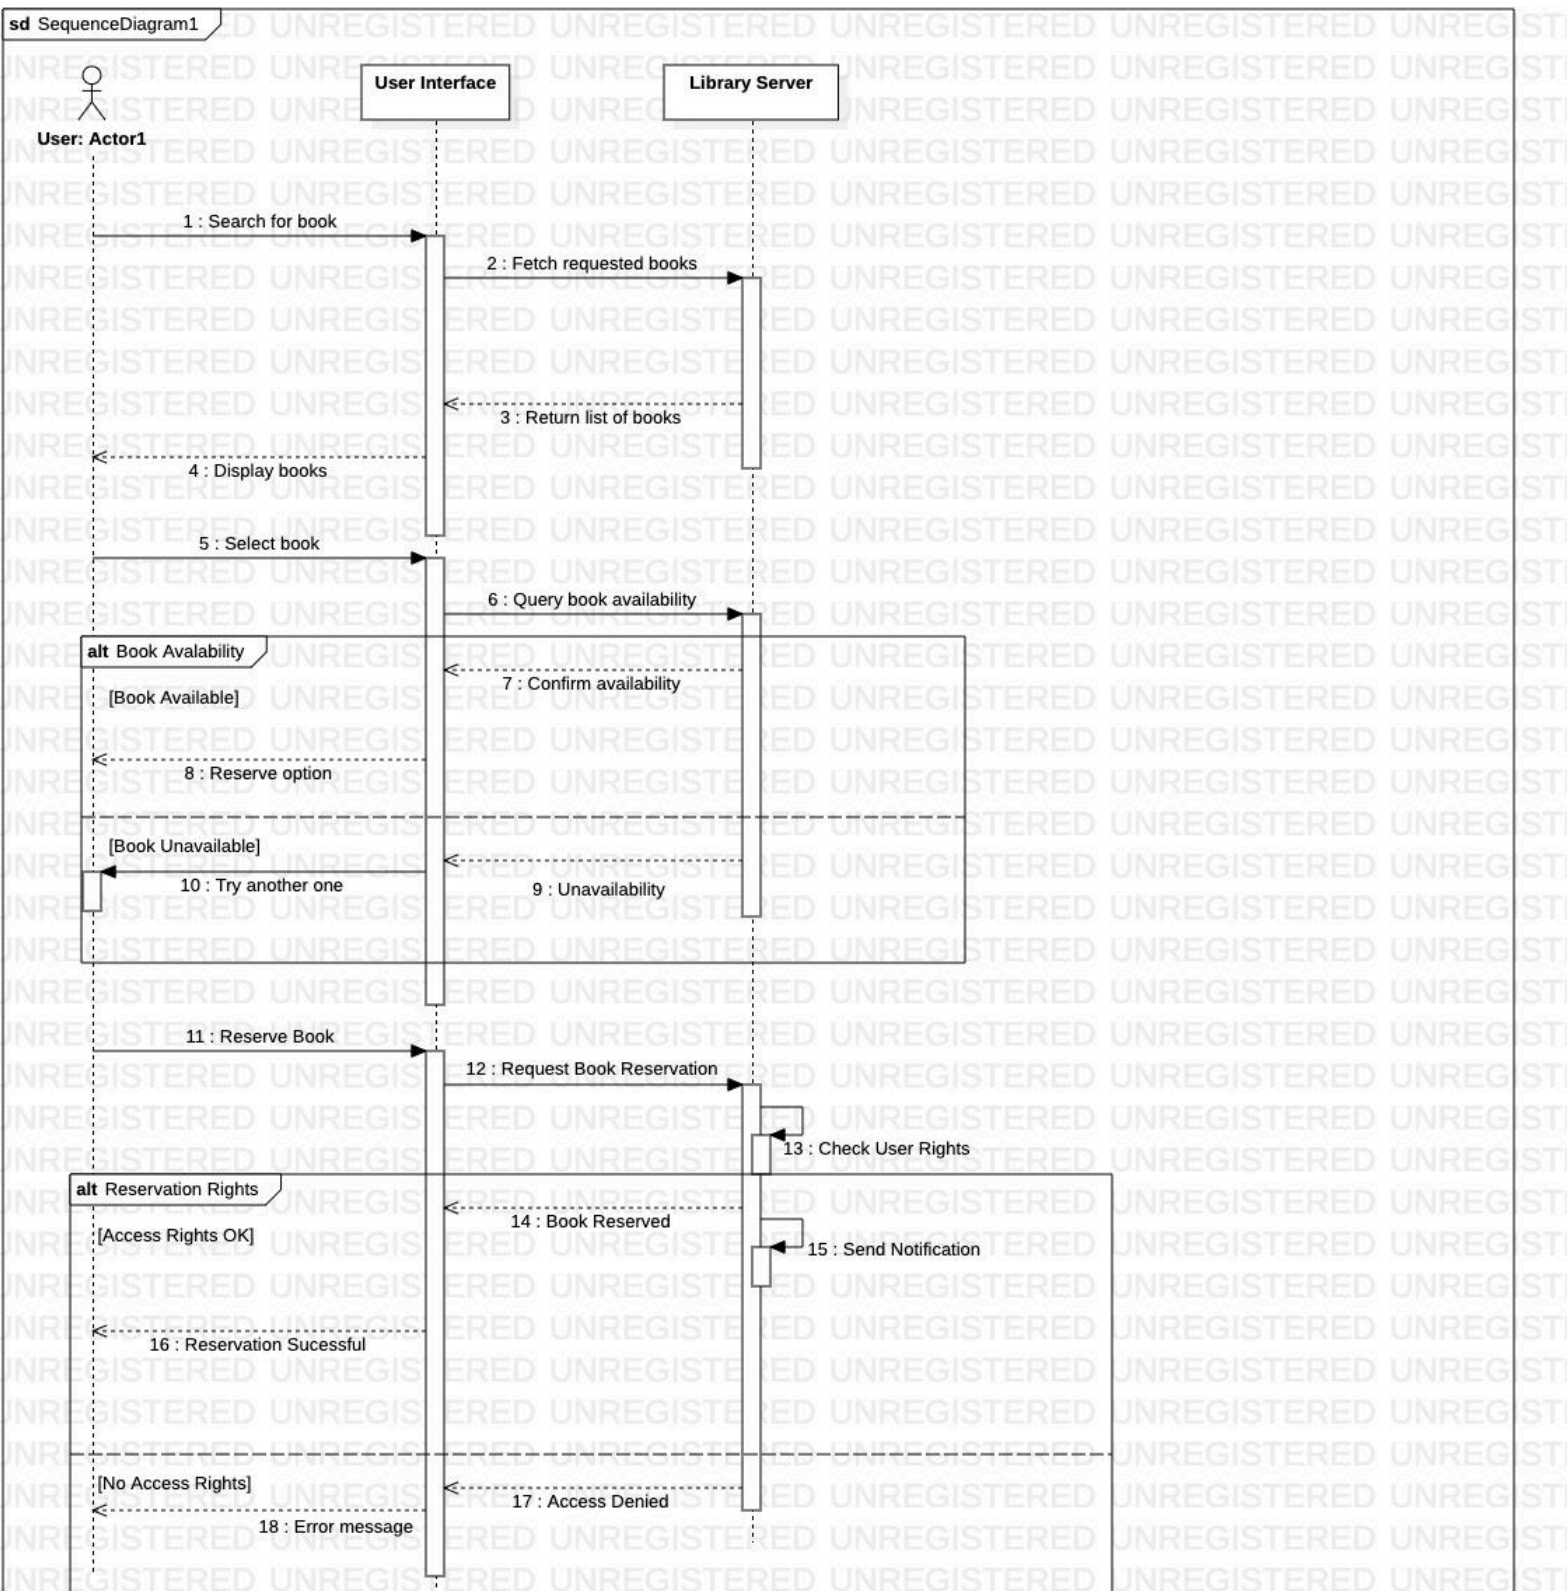 sd SequenceDiagram1
User: Actor1
User Interface
Library Server
1 : Search for book
2 : Fetch requested books
3 : Return list of books
4 : Display books
5 : Select book
6 : Query book availability
alt Book Avalability
7 : Confirm availability
[Book Available]
8 : Reserve option
[Book Unavailable]
10 : Try another one
9 : Unavailability
11 : Reserve Book
12 : Request Book Reservation
13 : Check User Rights
alt Reservation Rights
14 : Book Reserved
[Access Rights OK]
15 : Send Notification
16 : Reservation Sucessful
[No Access Rights]
17 : Access Denied
18 : Error message
UNREGISTERED